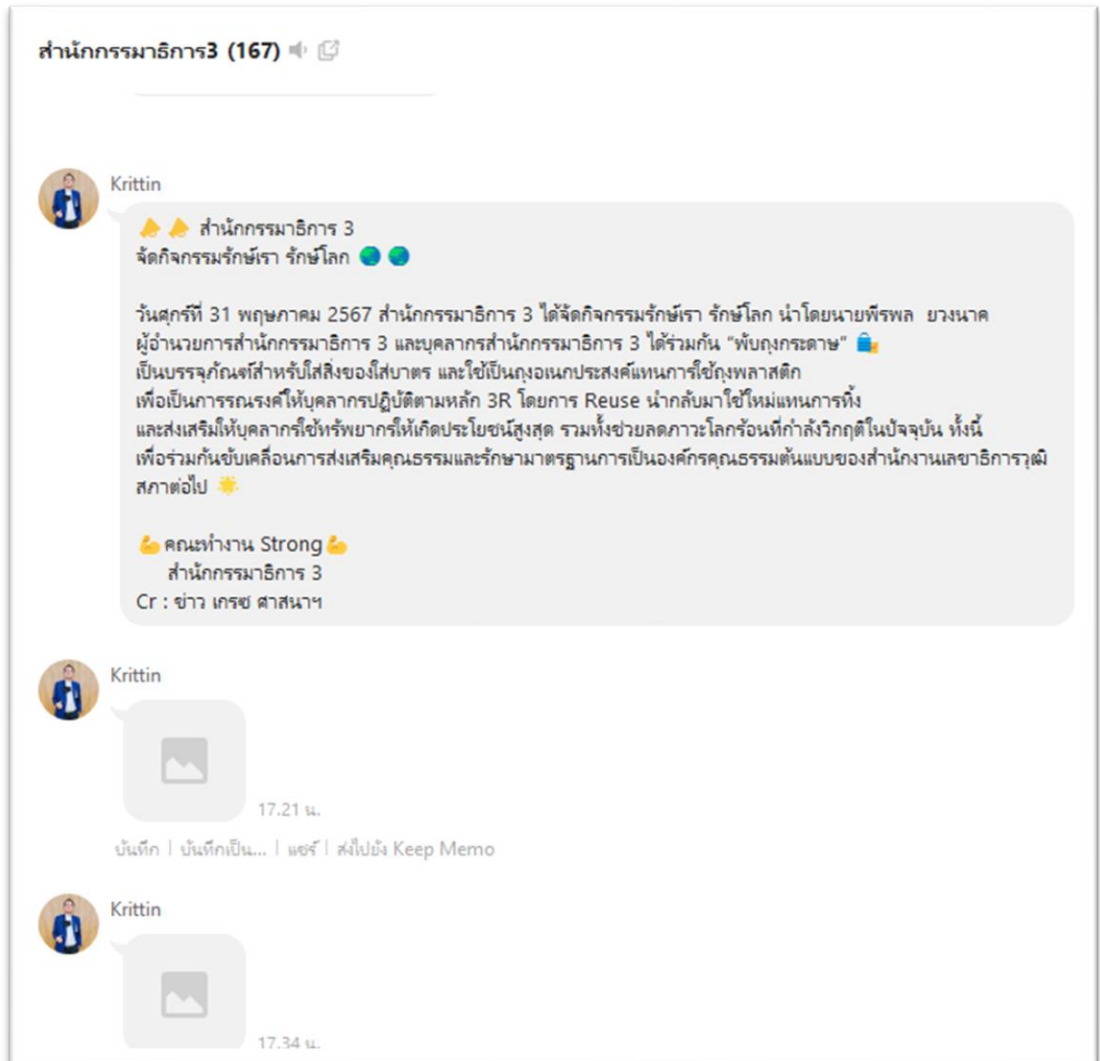 สำนักกรรมาธิการ3 (167)
Krittin
สำนักกรรมาธิการ 3
จัดกิจกรรมรักษ์เรา รักษ์โลก
วันศุกร์ที่ 31 พฤษภาคม 2567 สำนักกรรมาธิการ 3 ได้จัดกิจกรรมรักษ์เรา รักษ์โลก นำโดยนายพีรพล ยวงนาค
ผู้อำนวยการสำนักกรรมาธิการ 3 และบุคลากรสำนักกรรมาธิการ 3 ได้ร่วมกัน “พับถุงกระดาษ”
เป็นบรรจุภัณฑ์สำหรับใส่สิ่งของใส่บาตร และใช้เป็นถุงอเนกประสงค์แทนการใช้ถุงพลาสติก
เพื่อเป็นการรณรงค์ให้บุคลากรปฏิบัติตามหลัก 3R โดยการ Reuse นำกลับมาใช้ใหม่แทนการทิ้ง
และส่งเสริมให้บุคลากรใช้ทรัพยากรให้เกิดประโยชน์สูงสุด รวมทั้งช่วยลดภาวะโลกร้อนที่กำลังวิกฤติในปัจจุบัน ทั้งนี้
เพื่อร่วมกันขับเคลื่อนการส่งเสริมคุณธรรมและรักษามาตรฐานการเป็นองค์กรคุณธรรมต้นแบบของสำนักงานเลขาธิการวุฒิ
สภาต่อไป
คณะทำงาน Strong
สำนักกรรมาธิการ 3
Cr : ข่าว เกรซ ศาสนาฯ
Krittin
17.21 น.
บันทึก | บันทึกเป็น... | แชร์ | ส่งไปยัง Keep Memo
Krittin
17.34 น.